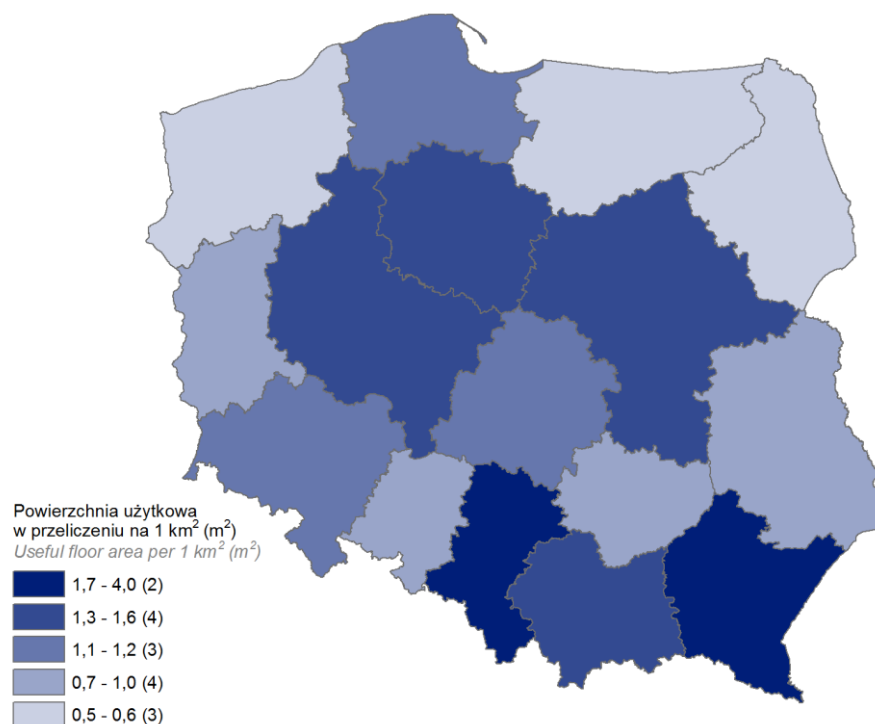 Powierzchnia użytkowa
w przeliczeniu na 1 km² (m²)
Useful floor area per 1 km² (m²)
1,7 - 4,0 (2)
1,3 - 1,6 (4)
1,1 - 1,2 (3)
0,7 - 1,0 (4)
0,5 - 0,6 (3)